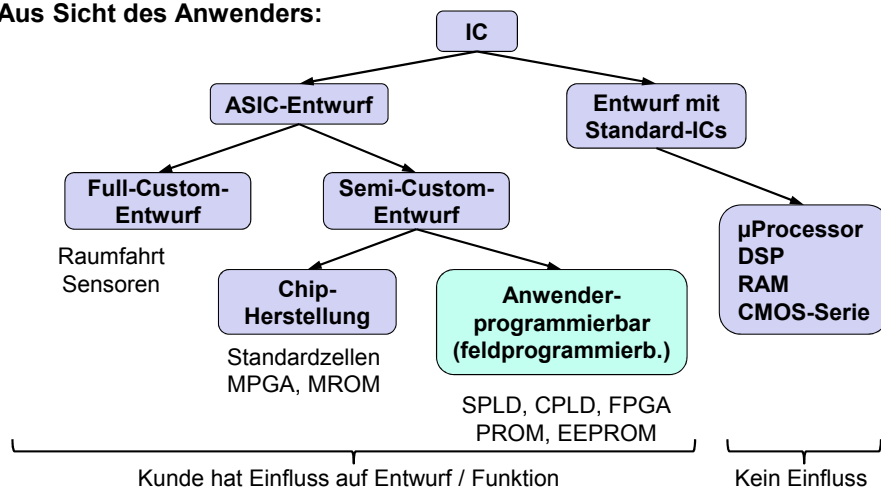 Aus Sicht des Anwenders:
IC
ASIC-Entwurf
Entwurf mit
Standard-ICs
Full-Custom-
Entwurf
Semi-Custom-
Entwurf
Raumfahrt
Sensoren
µProcessor
DSP
RAM
CMOS-Serie
Chip-
Herstellung
Anwender-
programmierbar
(feldprogrammierb.)
Standardzellen
MPGA, MROM
SPLD, CPLD, FPGA
PROM, EEPROM
Kunde hat Einfluss auf Entwurf / Funktion
Kein Einfluss